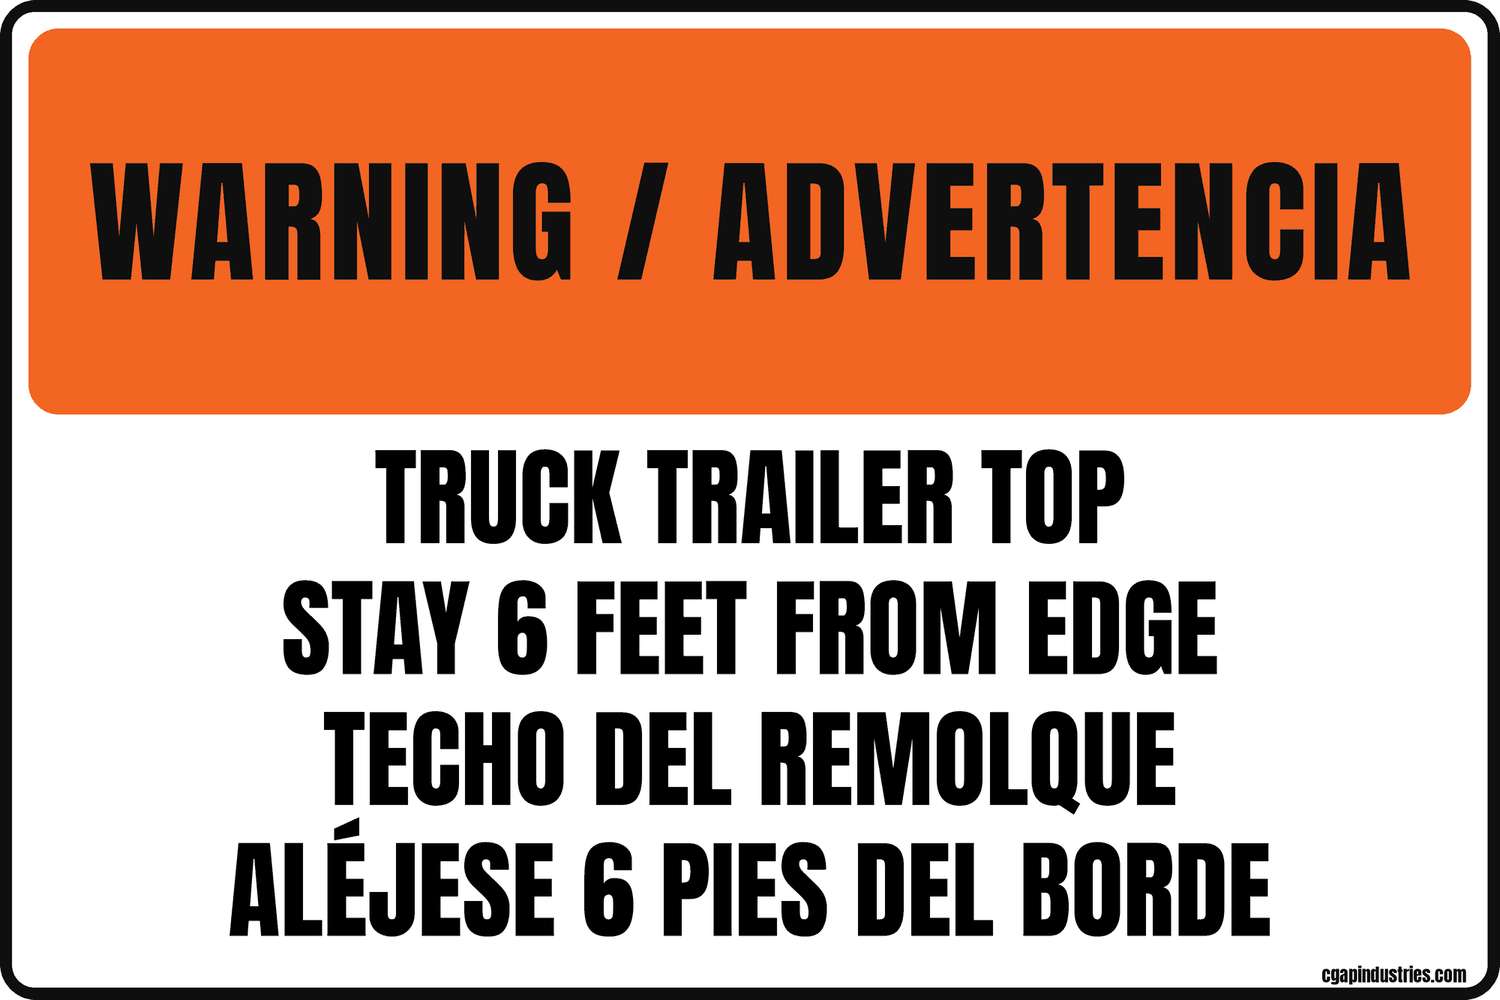 WARNING / ADVERTENCIA
TRUCK TRAILER TOP
STAY 6 FEET FROM EDGE
TECHO DEL REMOLQUE
ALÉJESE 6 PIES DEL BORDE
cgapindustries.com